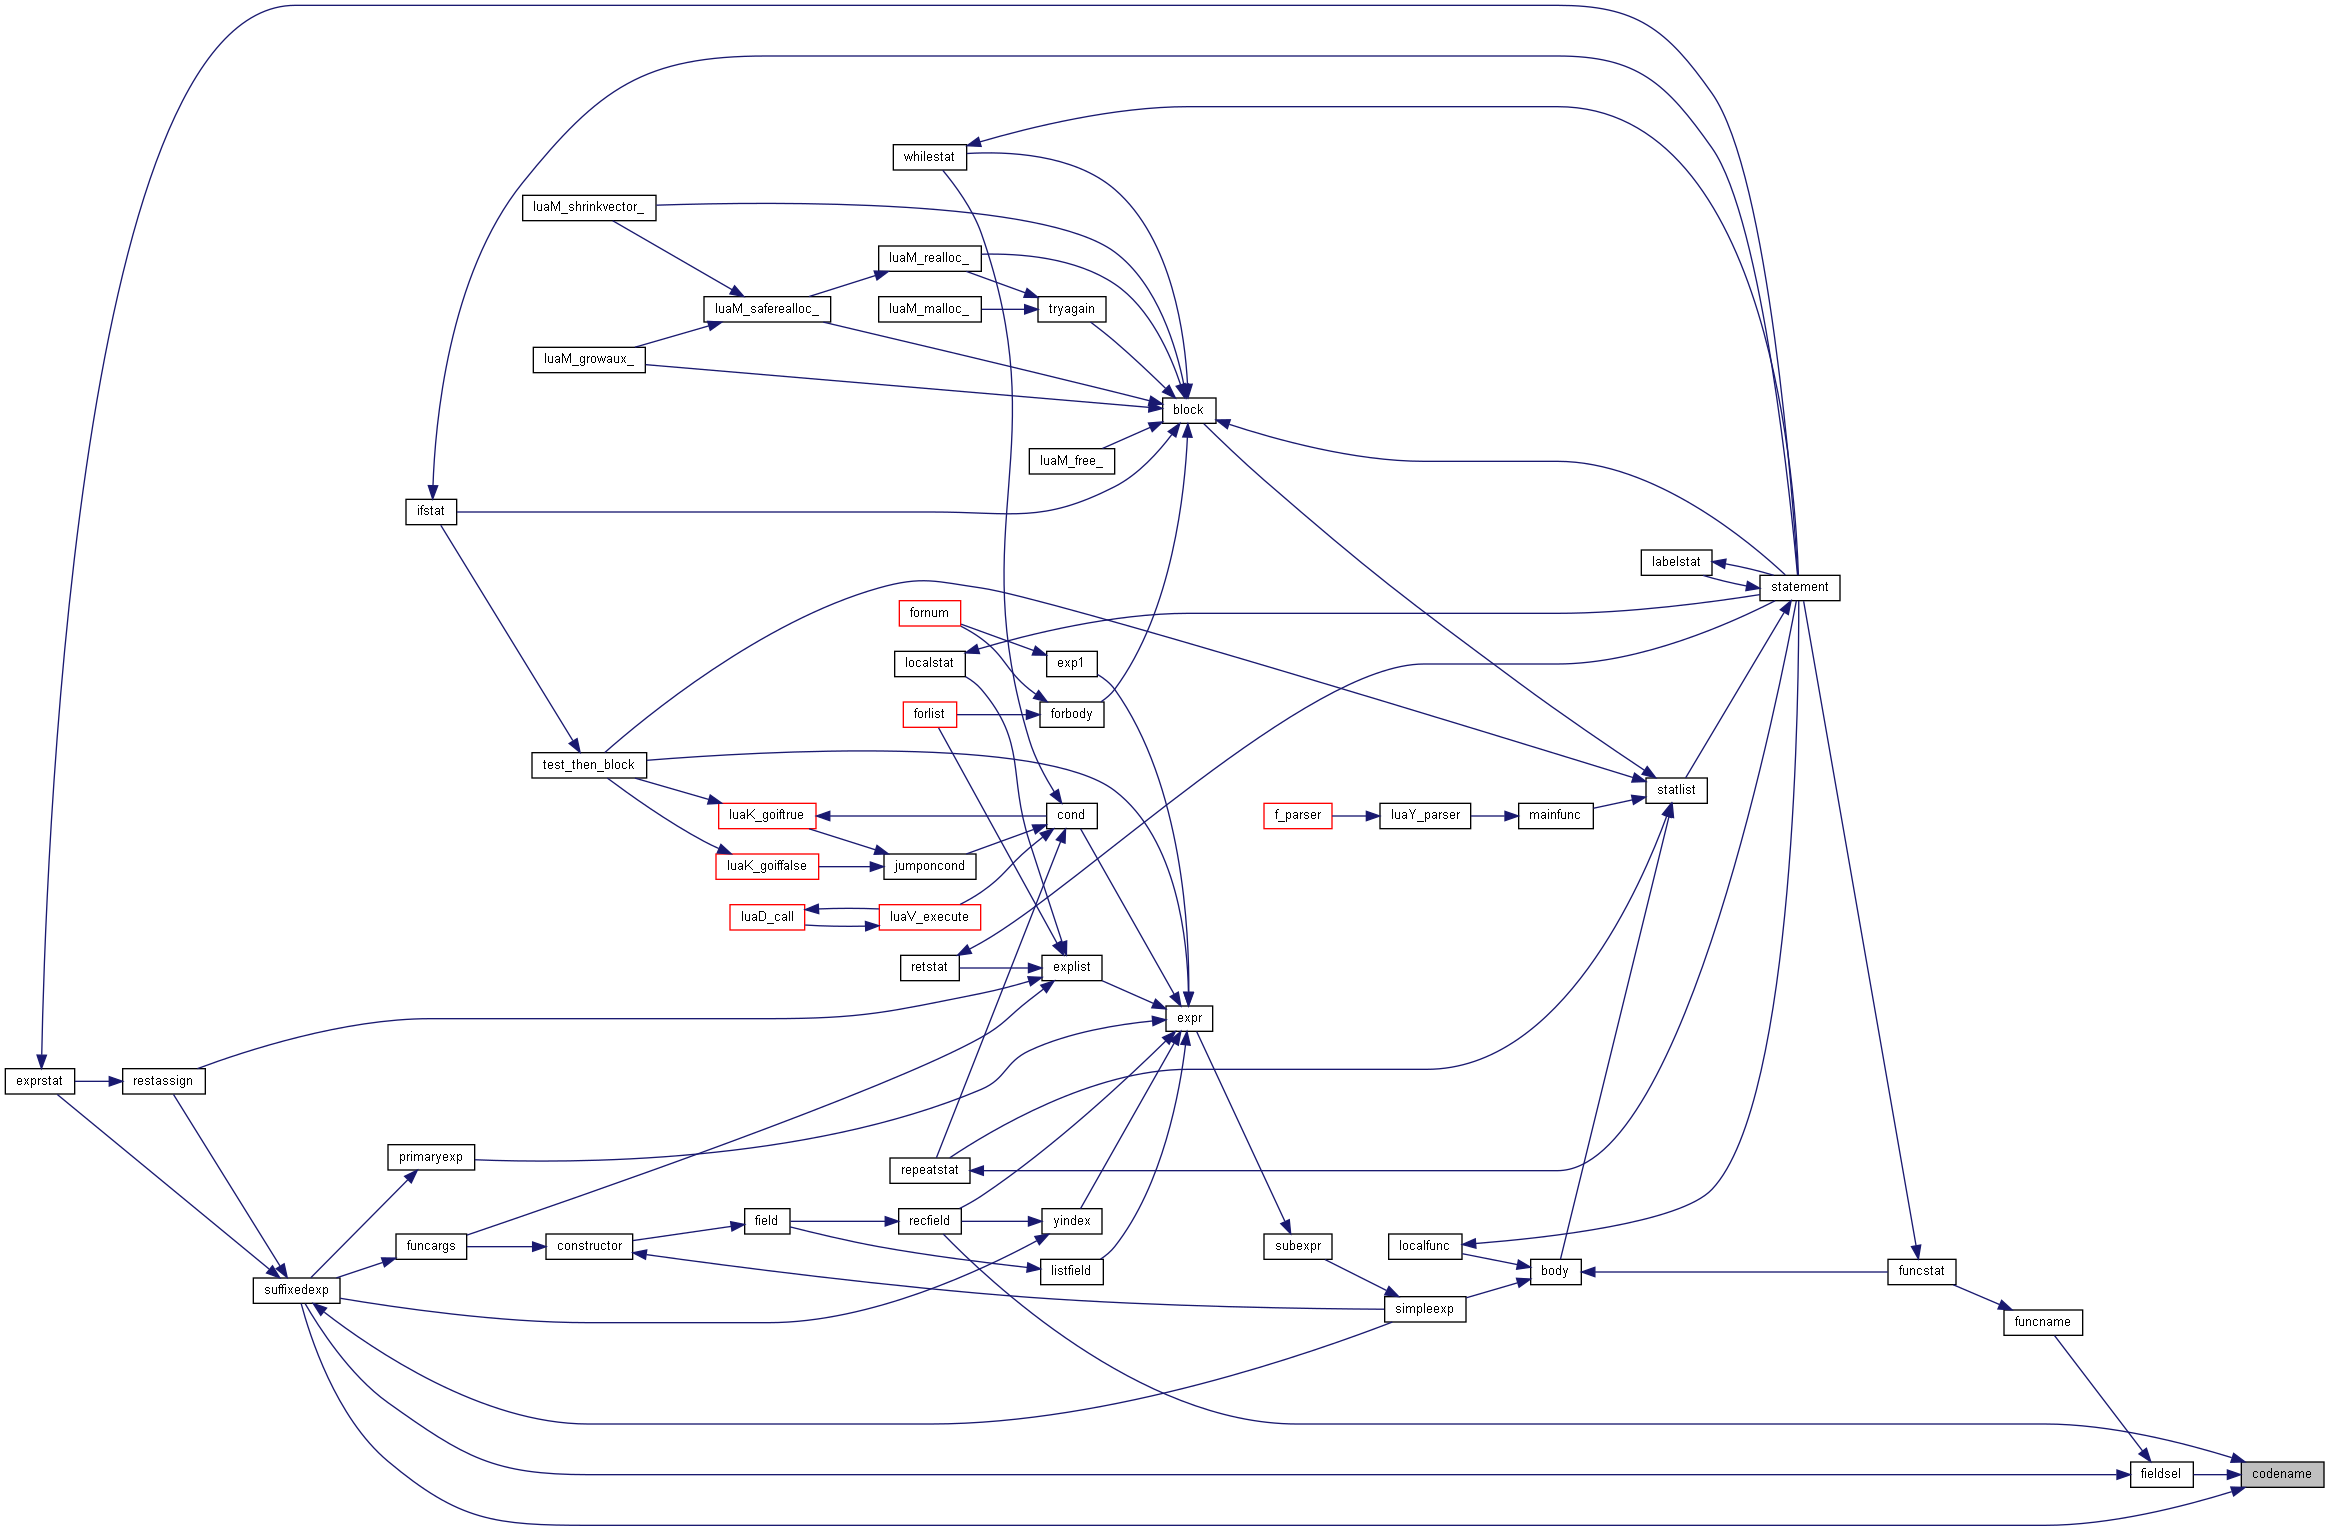 whilestat
luaM_shrinkvector_
luaM_realloc_
luaM_saferealloc_
luaM_malloc_
tryagain
luaM_growaux_
block
luaM_free_
ifstat
labelstat
statement
fornum
localstat
exp1
forlist
forbody
test_then_block
statlist
luaK_goiftrue
cond
f_parser
luaY_parser
mainfunc
luaK_goiffalse
jumponcond
luaD_call
luaV_execute
retstat
explist
expr
exprstat
restassign
primaryexp
repeatstat
field
recfield
yindex
funcargs
constructor
subexpr
localfunc
listfield
body
funcstat
suffixedexp
simpleexp
funcname
fieldsel
codename